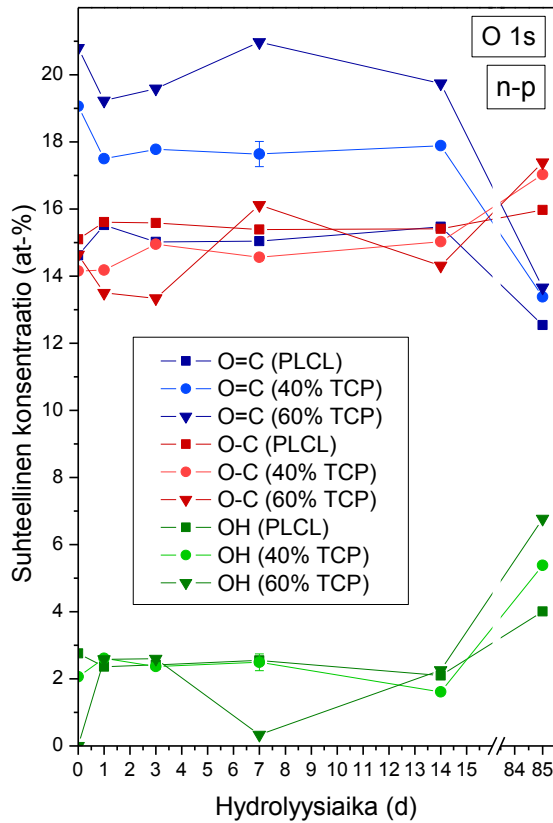 O 1s
n-p
20
18
16
14
12
10
8
6
4
2
0
Suhteellinen konsentraatio (at-%)
O=C (PLCL)
O=C (40% TCP)
O=C (60% TCP)
O-C (PLCL)
O-C (40% TCP)
O-C (60% TCP)
OH (PLCL)
OH (40% TCP)
OH (60% TCP)
0 1 2 3 4 5 6 7 8 9 10 11 12 13 14 15 84 85
Hydrolyysiaika (d)